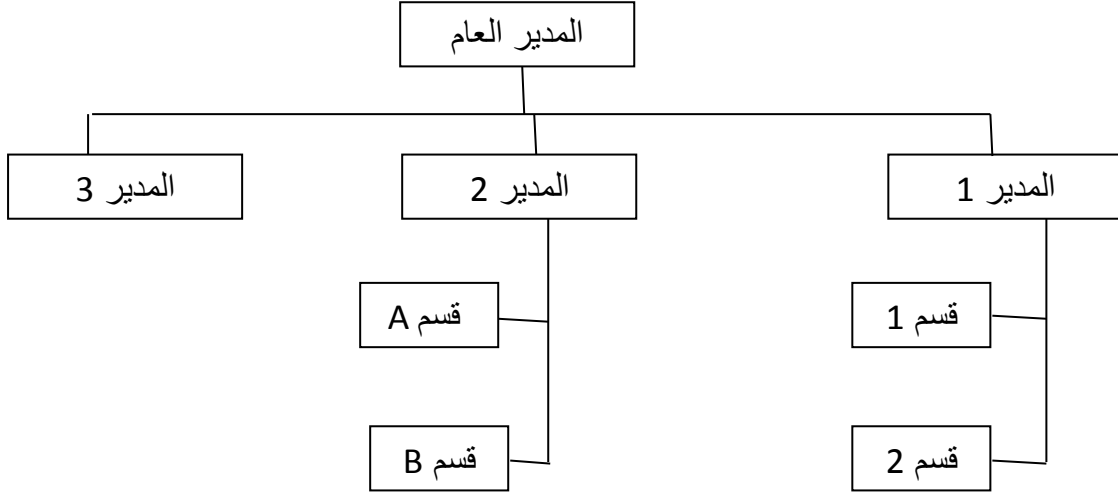 المدير العام
المدير 1
المدير 2
المدير 3
قسم 1
قسم A
قسم 2
قسم B